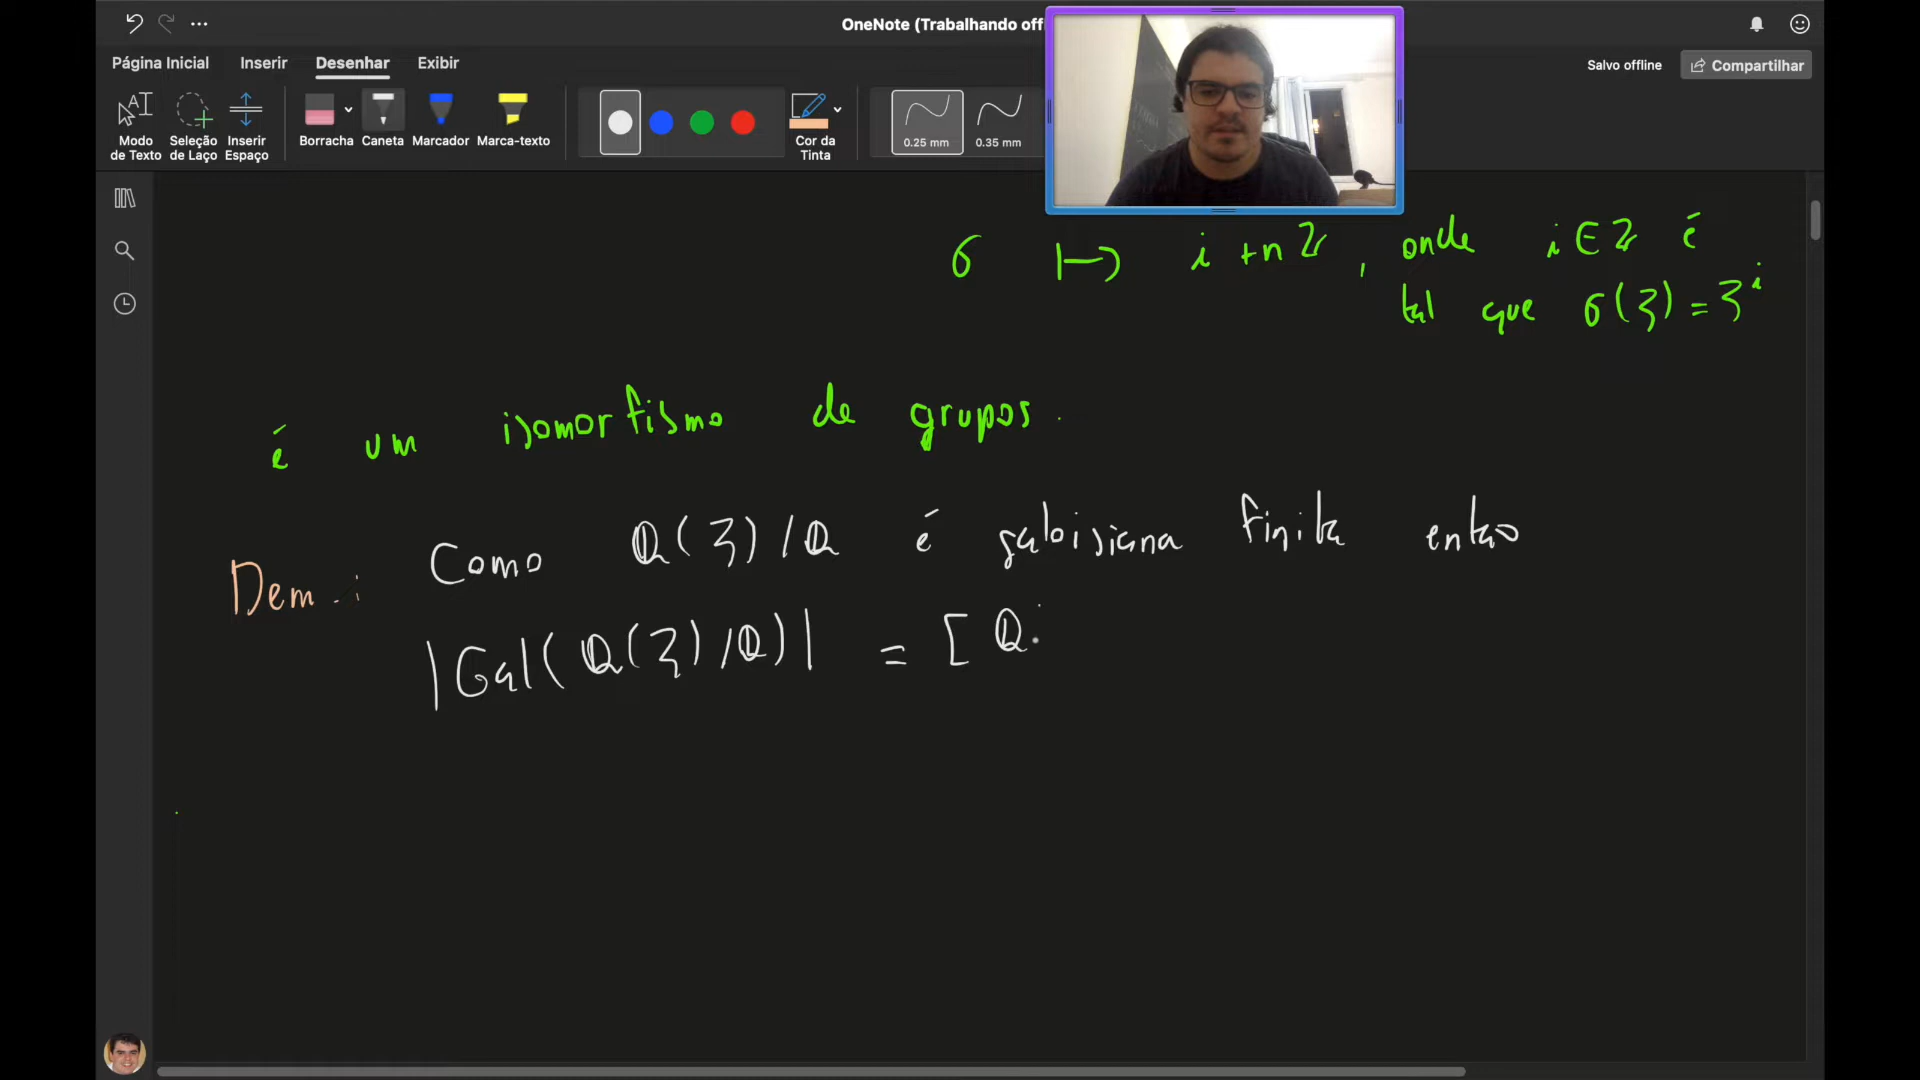 OneNote (Trabalhando off
Página Inicial Inserir Desenhar Exibir
Salvo offline Compartilhar
Modo de Texto
Seleção de Laço
Inserir Espaço
Borracha Caneta Marcador Marca-texto
Cor da Tinta
0.25 mm 0.35 mm
σ ↦ i + nℤ, onde i ∈ ℤ é
tal que σ(ζ) = ζ^i
é um isomorfismo de grupos.
Dem.: Como ℚ(ζ)/ℚ é galoisiana finita entao
|Gal(ℚ(ζ)/ℚ)| = [ℚ